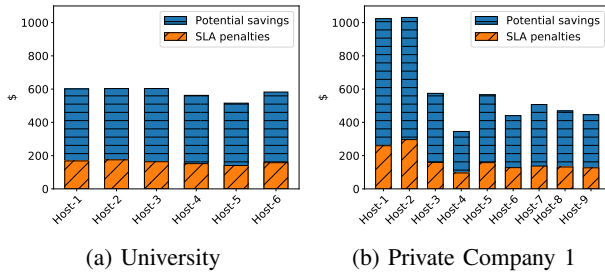 1000
800
600
400
200
0
$
Potential savings
SLA penalties
Host-1
Host-2
Host-3
Host-4
Host-5
Host-6
(a) University
1000
800
600
400
200
0
$
Potential savings
SLA penalties
Host-1
Host-2
Host-3
Host-4
Host-5
Host-6
Host-7
Host-8
Host-9
(b) Private Company 1